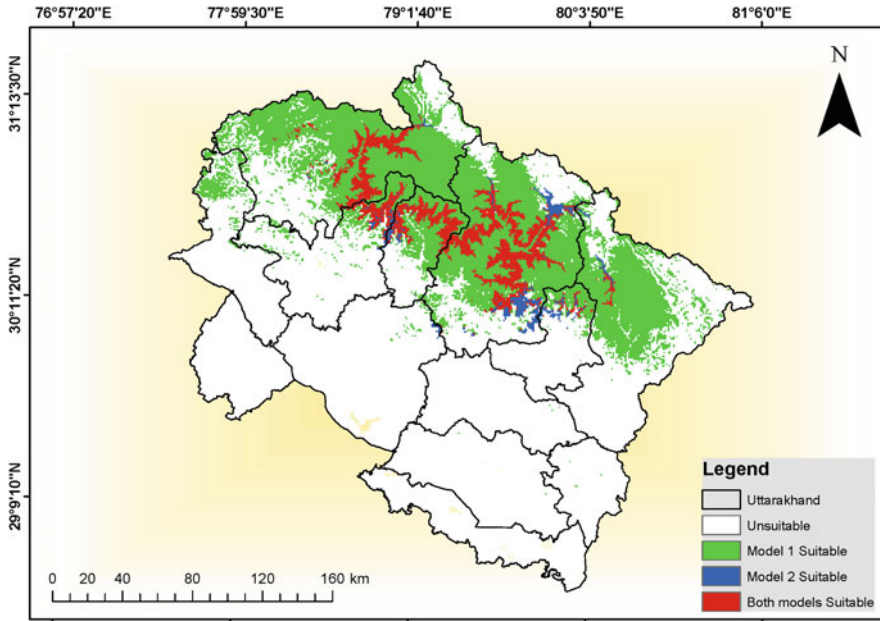 76°57'20"E 77°59'30"E 79°1'40"E 80°3'50"E 81°6'0"E
N
31°13'30"N
30°11'20"N
29°9'10"N
Legend
Uttarakhand
Unsuitable
Model 1 Suitable
Model 2 Suitable
Both models Suitable
0 20 40 80 120 160 km